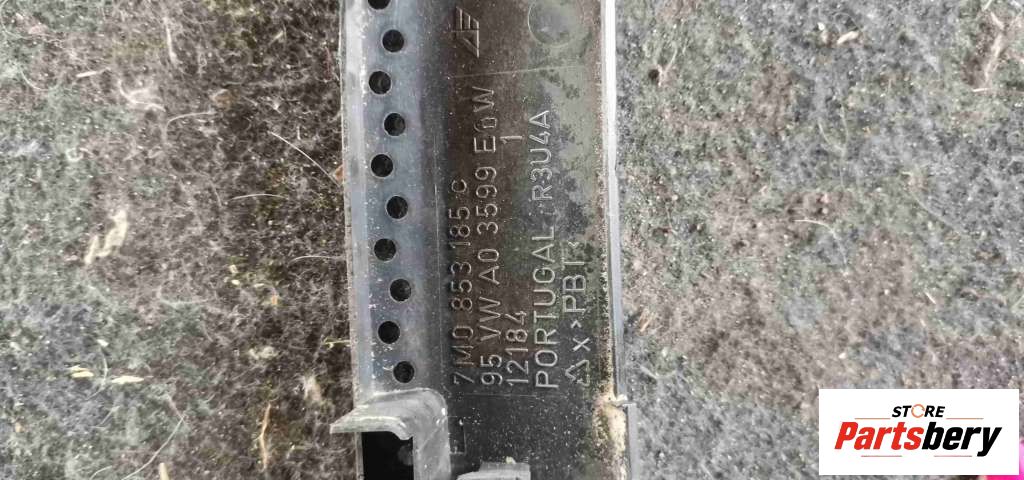 7M0 853 185 C
95 VW A0 3599 E0W
12184 1
PORTUGAL R3U4A
>PBT<
STORE
Partsbery